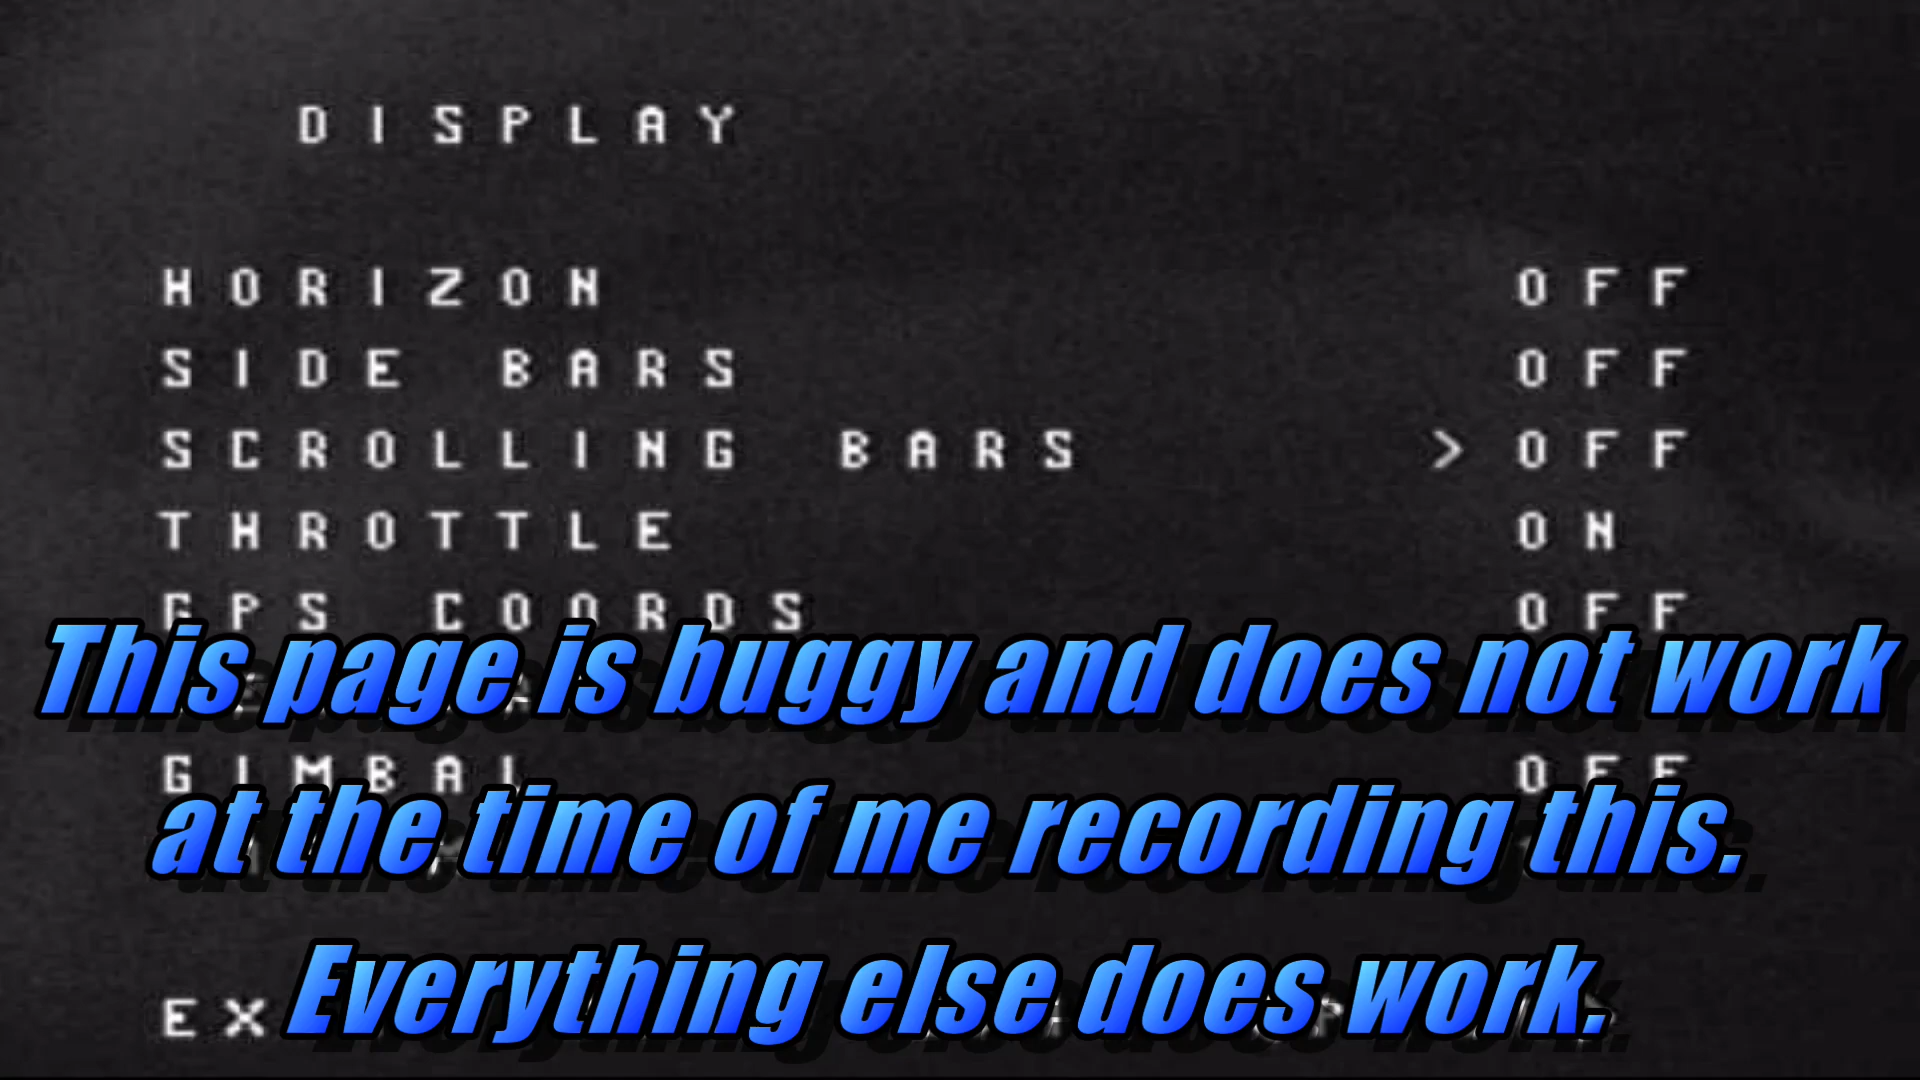 DISPLAY
HORIZON OFF
SIDE BARS OFF
SCROLLING BARS >OFF
THROTTLE ON
GPS COORDS OFF
This page is buggy and does not work
GIMBAL OFF
at the time of me recording this.
Everything else does work.